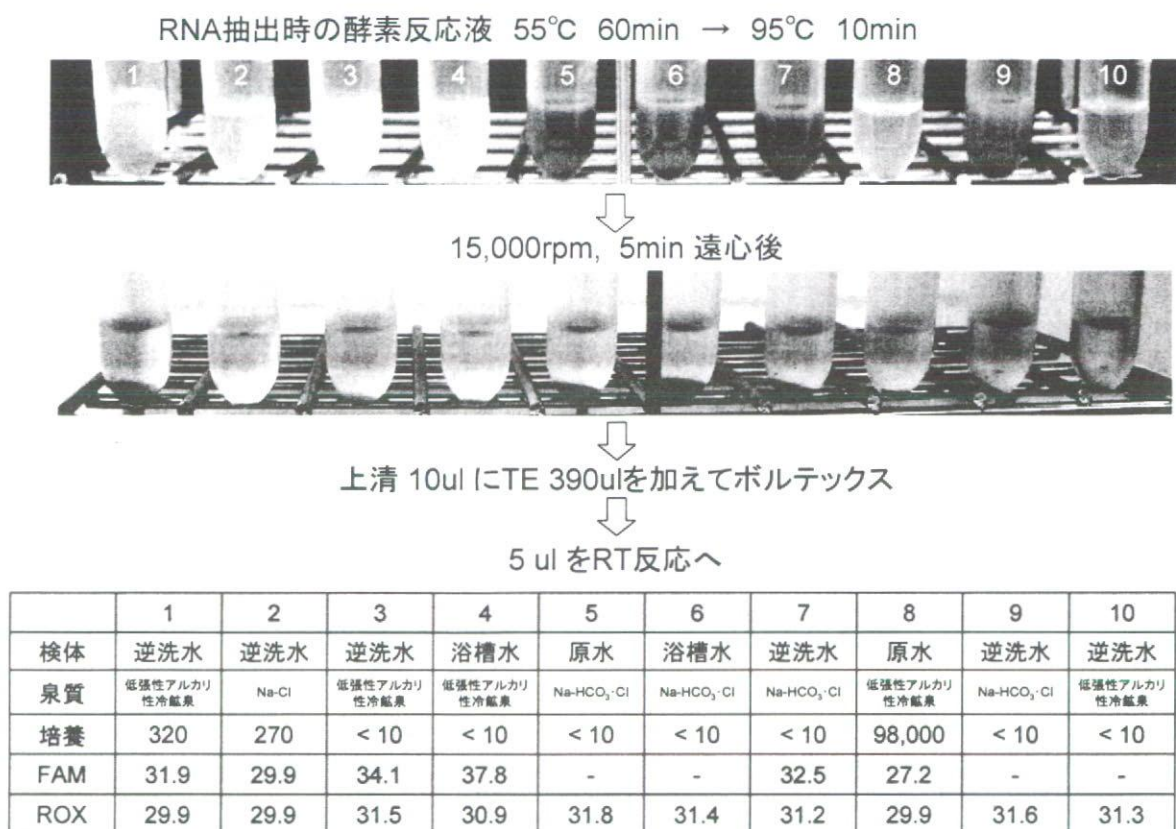 RNA抽出時の酵素反応液 55°C 60min → 95°C 10min
1 2 3 4 5 6 7 8 9 10
15,000rpm, 5min 遠心後
上清 10ul にTE 390ulを加えてボルテックス
5 ul をRT反応へ
1 2 3 4 5 6 7 8 9 10
検体 逆洗水 逆洗水 逆洗水 浴槽水 原水 浴槽水 逆洗水 原水 逆洗水 逆洗水
泉質 低張性アルカリ性冷鉱泉 Na-Cl 低張性アルカリ性冷鉱泉 低張性アルカリ性冷鉱泉 Na-HCO₃·Cl Na-HCO₃·Cl Na-HCO₃·Cl 低張性アルカリ性冷鉱泉 Na-HCO₃·Cl 低張性アルカリ性冷鉱泉
培養 320 270 < 10 < 10 < 10 < 10 < 10 98,000 < 10 < 10
FAM 31.9 29.9 34.1 37.8 - - 32.5 27.2 - -
ROX 29.9 29.9 31.5 30.9 31.8 31.4 31.2 29.9 31.6 31.3